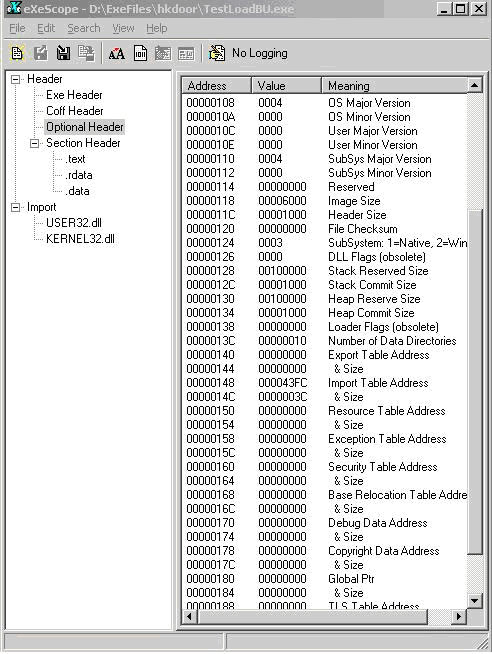 eXeScope - D:\ExeFiles\hkdoor\TestLoadBU.exe
File Edit Search Documents View Help
No Logging
Header
Exe Header
Coff Header
Optional Header
Section Header
.text
.rdata
.data
Import
USER32.dll
KERNEL32.dll
Address Value Meaning
00000108 0004 OS Major Version
0000010A 0000 OS Minor Version
0000010C 0000 User Major Version
0000010E 0000 User Minor Version
00000110 0004 SubSys Major Version
00000112 0000 SubSys Minor Version
00000114 00000000 Reserved
00000118 00006000 Image Size
0000011C 00001000 Header Size
00000120 00000000 File Checksum
00000124 0003 SubSystem: 1=Native, 2=Win
00000126 0000 DLL Flags (obsolete)
00000128 00100000 Stack Reserved Size
0000012C 00001000 Stack Commit Size
00000130 00100000 Heap Reserve Size
00000134 00001000 Heap Commit Size
00000138 00000000 Loader Flags (obsolete)
0000013C 00000010 Number of Data Directories
00000140 00000000 Export Table Address
00000144 00000000 & Size
00000148 000043FC Import Table Address
0000014C 0000003C & Size
00000150 00000000 Resource Table Address
00000154 00000000 & Size
00000158 00000000 Exception Table Address
0000015C 00000000 & Size
00000160 00000000 Security Table Address
00000164 00000000 & Size
00000168 00000000 Base Relocation Table Addre
0000016C 00000000 & Size
00000170 00000000 Debug Data Address
00000174 00000000 & Size
00000178 00000000 Copyright Data Address
0000017C 00000000 & Size
00000180 00000000 Global Ptr
00000184 00000000 & Size
00000188 00000000 TLS Table Address